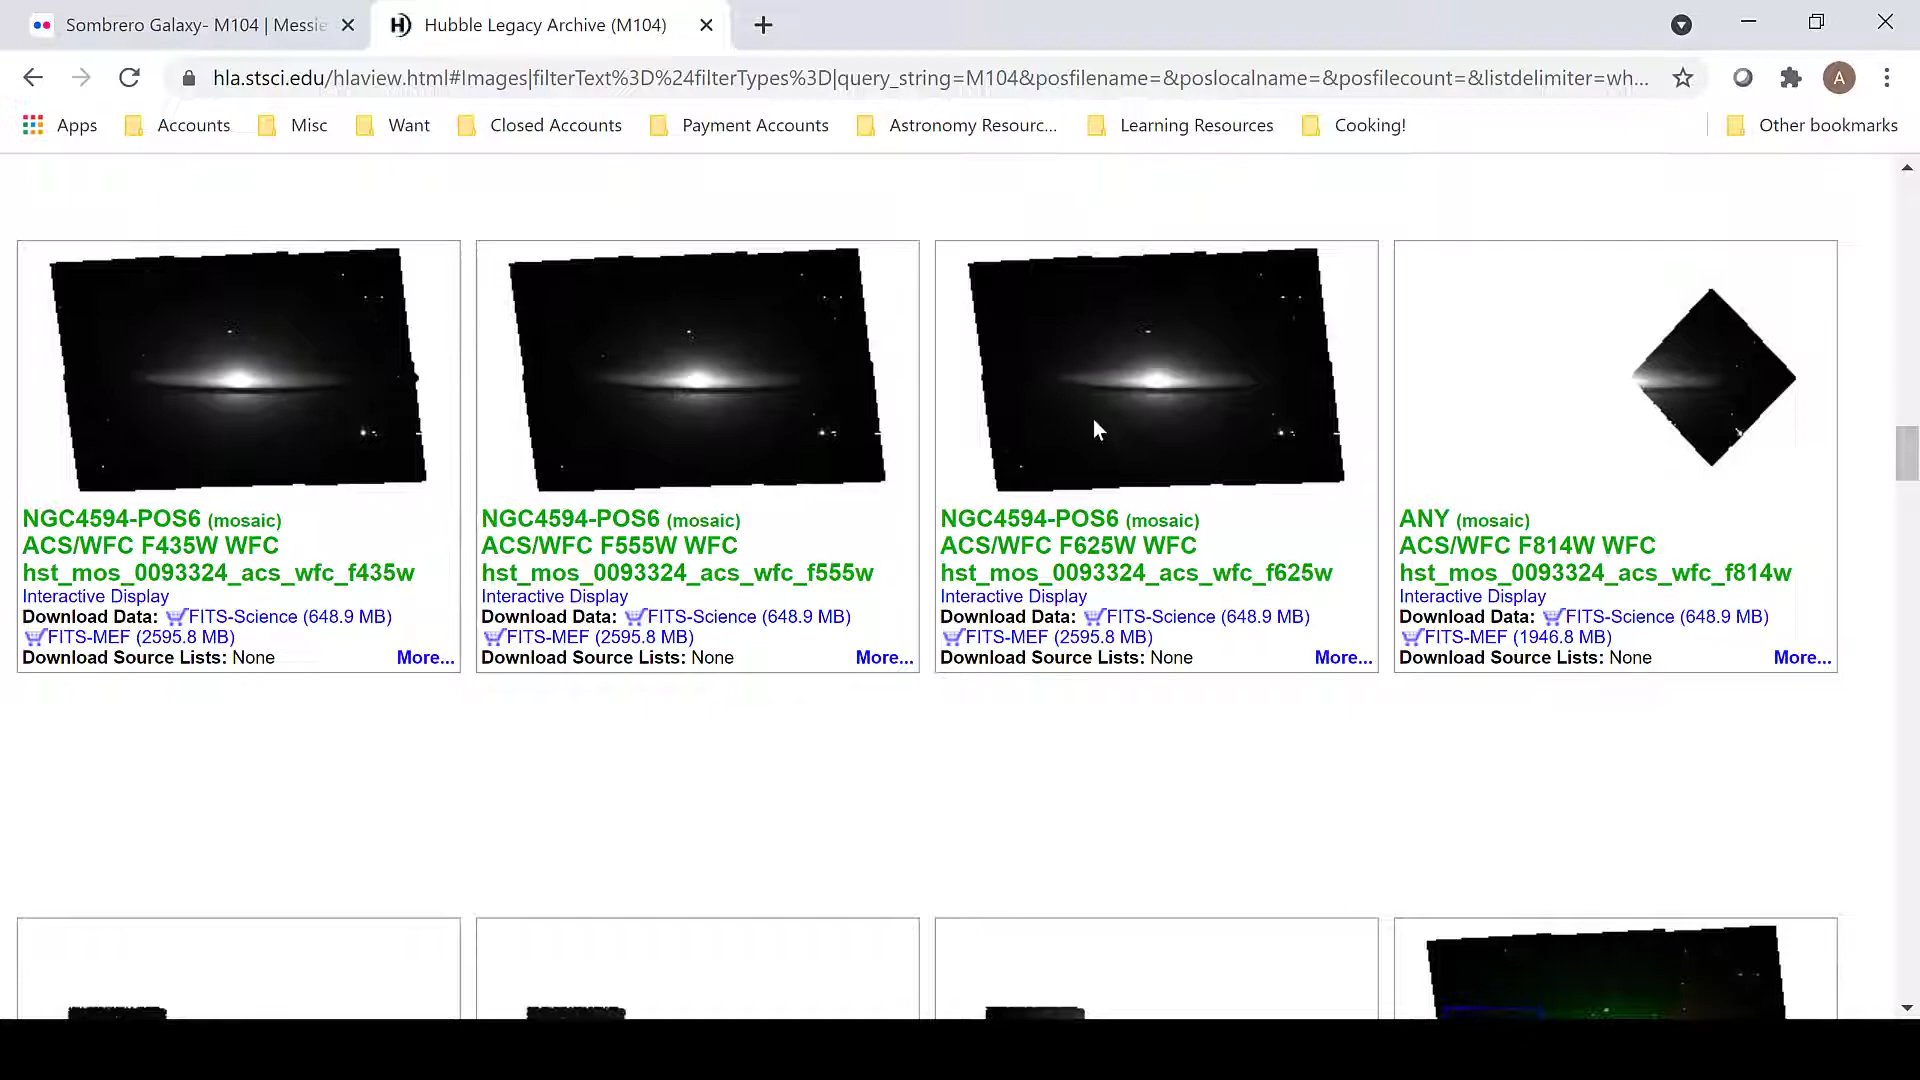 Sombrero Galaxy- M104 | Messie
Hubble Legacy Archive (M104)
hla.stsci.edu/hlaview.html#Images|filterText%3D%24filterTypes%3D|query_string=M104&posfilename=&poslocalname=&posfilecount=&listdelimiter=wh...
A
Apps
Accounts
Misc
Want
Closed Accounts
Payment Accounts
Astronomy Resourc...
Learning Resources
Cooking!
Other bookmarks
NGC4594-POS6 (mosaic)
ACS/WFC F435W WFC
hst_mos_0093324_acs_wfc_f435w
Interactive Display
Download Data: FITS-Science (648.9 MB)
FITS-MEF (2595.8 MB)
Download Source Lists: None More...
NGC4594-POS6 (mosaic)
ACS/WFC F555W WFC
hst_mos_0093324_acs_wfc_f555w
Interactive Display
Download Data: FITS-Science (648.9 MB)
FITS-MEF (2595.8 MB)
Download Source Lists: None More...
NGC4594-POS6 (mosaic)
ACS/WFC F625W WFC
hst_mos_0093324_acs_wfc_f625w
Interactive Display
Download Data: FITS-Science (648.9 MB)
FITS-MEF (2595.8 MB)
Download Source Lists: None More...
ANY (mosaic)
ACS/WFC F814W WFC
hst_mos_0093324_acs_wfc_f814w
Interactive Display
Download Data: FITS-Science (648.9 MB)
FITS-MEF (1946.8 MB)
Download Source Lists: None More...